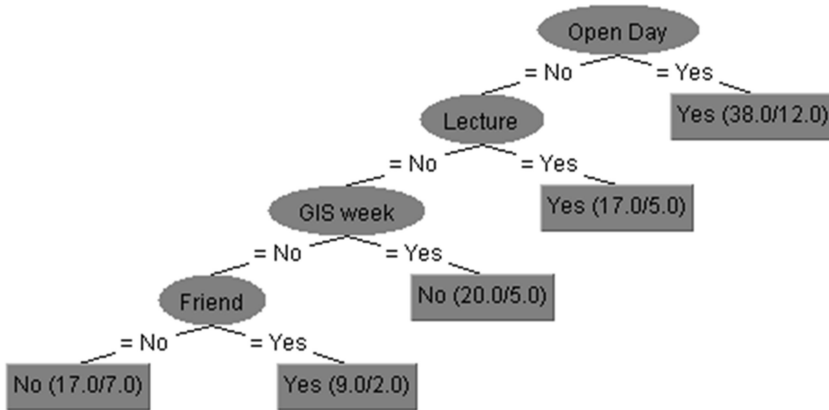 Open Day
= No
= Yes
Lecture
Yes (38.0/12.0)
= No
= Yes
GIS week
Yes (17.0/5.0)
= No
= Yes
Friend
No (20.0/5.0)
= No
= Yes
No (17.0/7.0)
Yes (9.0/2.0)